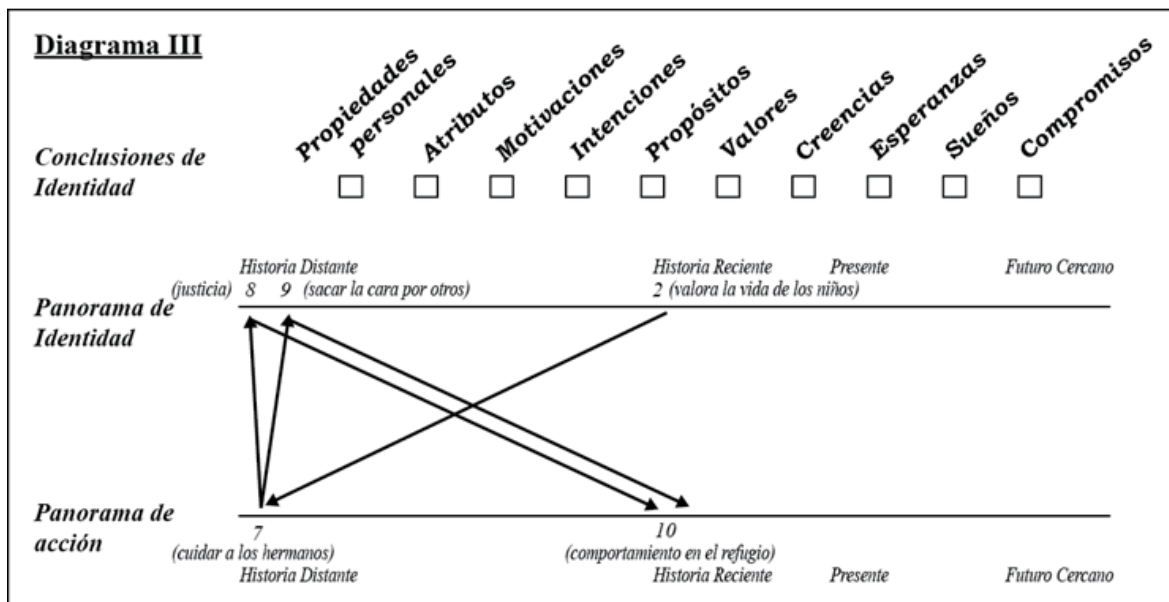 Diagrama III
Propiedades personales
Atributos
Motivaciones
Intenciones
Propósitos
Valores
Creencias
Esperanzas
Sueños
Compromisos
Conclusiones de
Identidad
Historia Distante Historia Reciente Presente Futuro Cercano
(justicia) 8 9 (sacar la cara por otros) 2 (valora la vida de los niños)
Panorama de
Identidad
Panorama de
acción
7 10
(cuidar a los hermanos) (comportamiento en el refugio)
Historia Distante Historia Reciente Presente Futuro Cercano